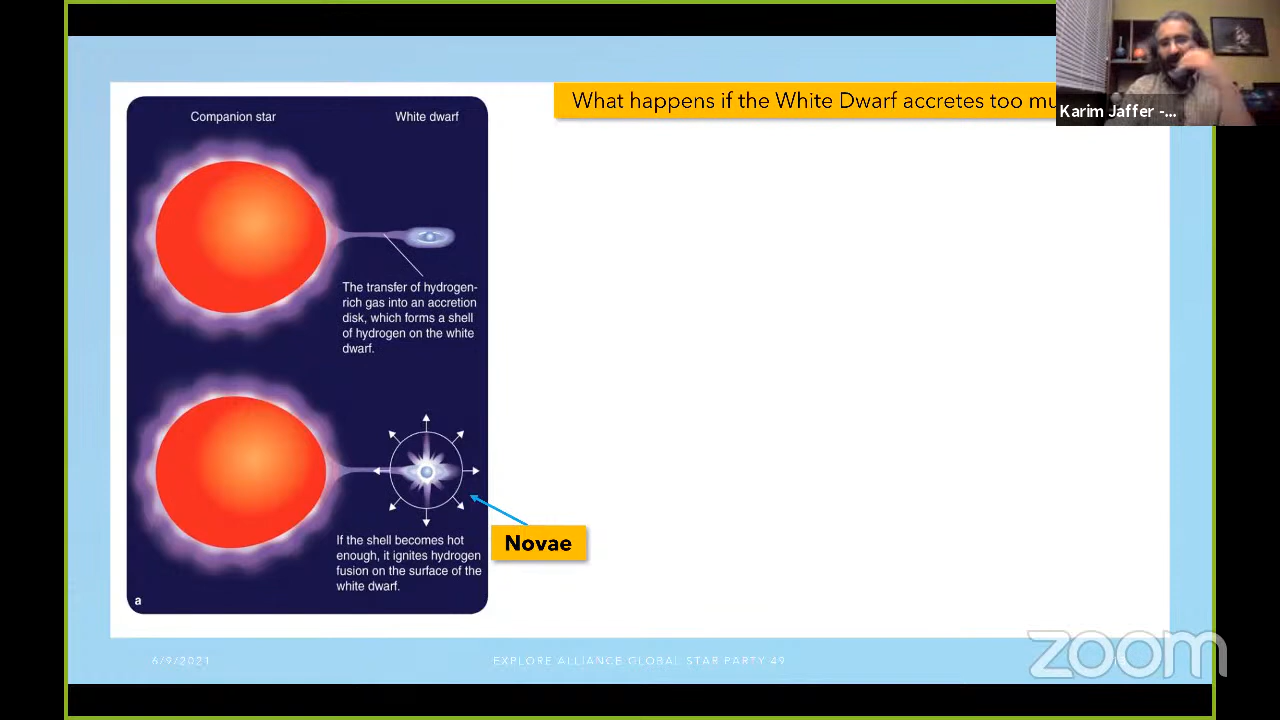 What happens if the White Dwarf accretes too
Karim Jaffer -...
Companion star
White dwarf
The transfer of hydrogen-
rich gas into an accretion
disk, which forms a shell
of hydrogen on the white
dwarf.
If the shell becomes hot
enough, it ignites hydrogen
fusion on the surface of the
white dwarf.
a
Novae
6/9/2021
EXPLORE ALLIANCE GLOBAL STAR PARTY 49
zoom